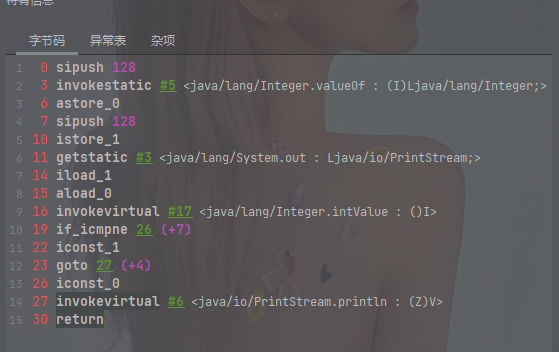 特有信息
字节码 异常表 杂项
1 0 sipush 128
2 3 invokestatic #5 <java/lang/Integer.valueOf : (I)Ljava/lang/Integer;>
3 6 astore_0
4 7 sipush 128
5 10 istore_1
6 11 getstatic #3 <java/lang/System.out : Ljava/io/PrintStream;>
7 14 iload_1
8 15 aload_0
9 16 invokevirtual #17 <java/lang/Integer.intValue : ()I>
10 19 if_icmpne 26 (+7)
11 22 iconst_1
12 23 goto 27 (+4)
13 26 iconst_0
14 27 invokevirtual #6 <java/io/PrintStream.println : (Z)V>
15 30 return